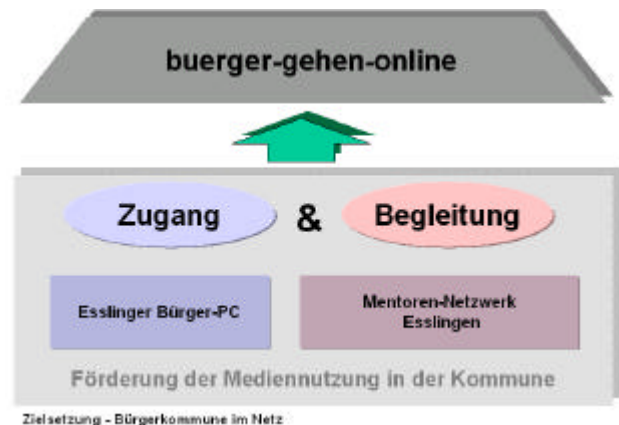 buerger-gehen-online
Zugang & Begleitung
Esslinger Bürger-PC
Mentoren-Netzwerk
Esslingen
Förderung der Mediennutzung in der Kommune
Zielsetzung - Bürgerkommune im Netz